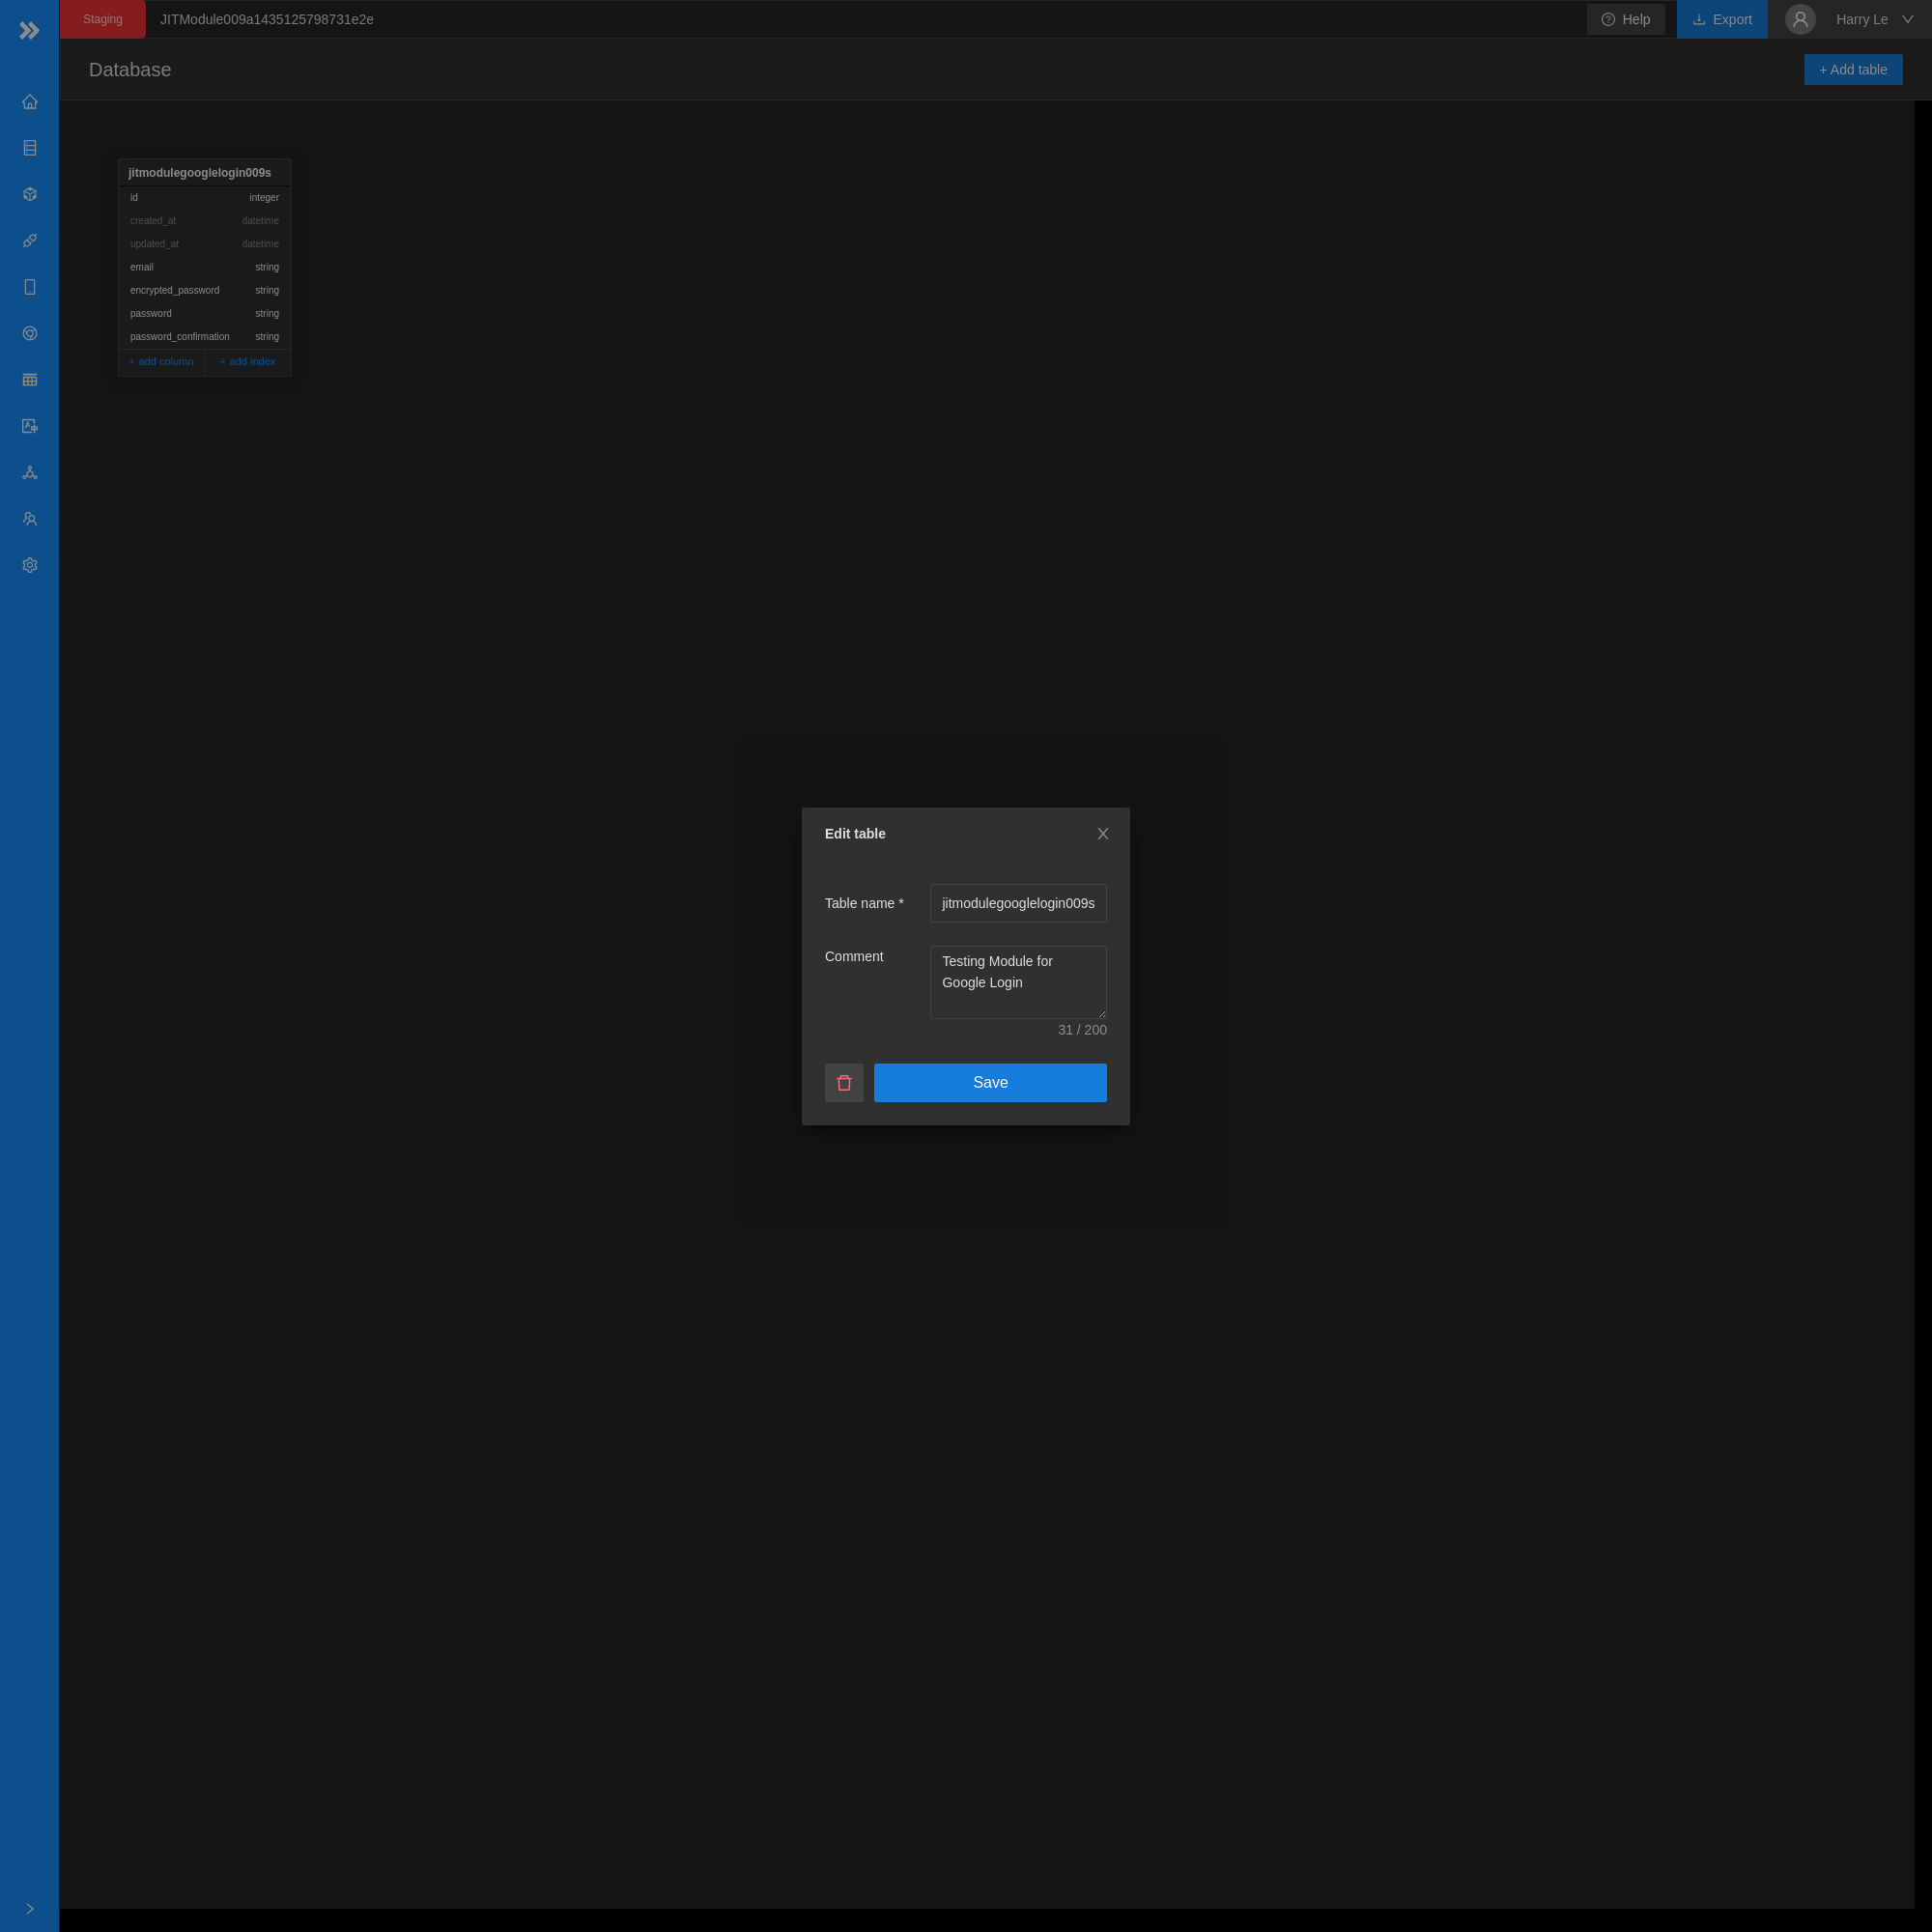 Staging
JITModule009a1435125798731e2e
Help
Export
Harry Le
Database
+ Add table
jitmodulegooglelogin009s
id integer
created_at datetime
updated_at datetime
email string
encrypted_password string
password string
password_confirmation string
+ add column + add index
Edit table
Table name * jitmodulegooglelogin009s
Comment
Testing Module for
Google Login
31 / 200
Save